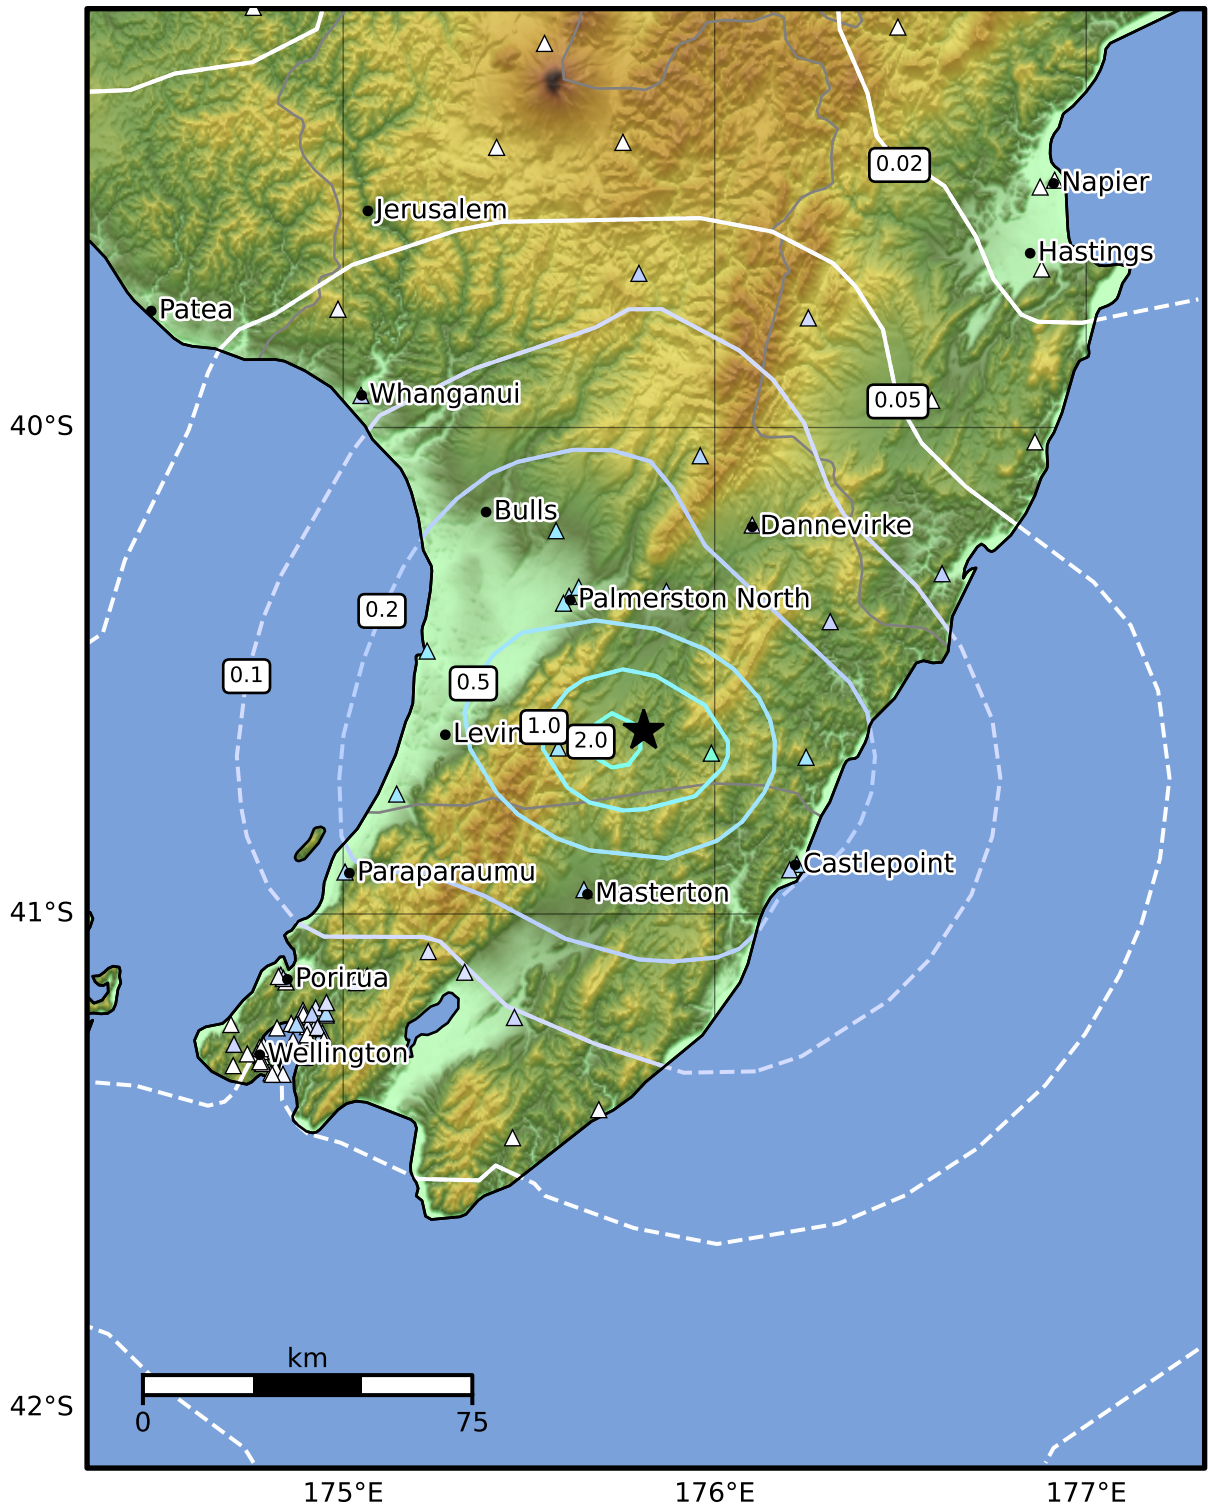 0.02
Napier
Jerusalem
Hastings
Patea
Whanganui
0.05
40°S
Bulls
Dannevirke
Palmerston North
0.2
0.1
0.5
Levin
1.0
2.0
Castlepoint
Paraparaumu
Masterton
41°S
Porirua
Wellington
km
0 75
42°S
175°E 176°E 177°E